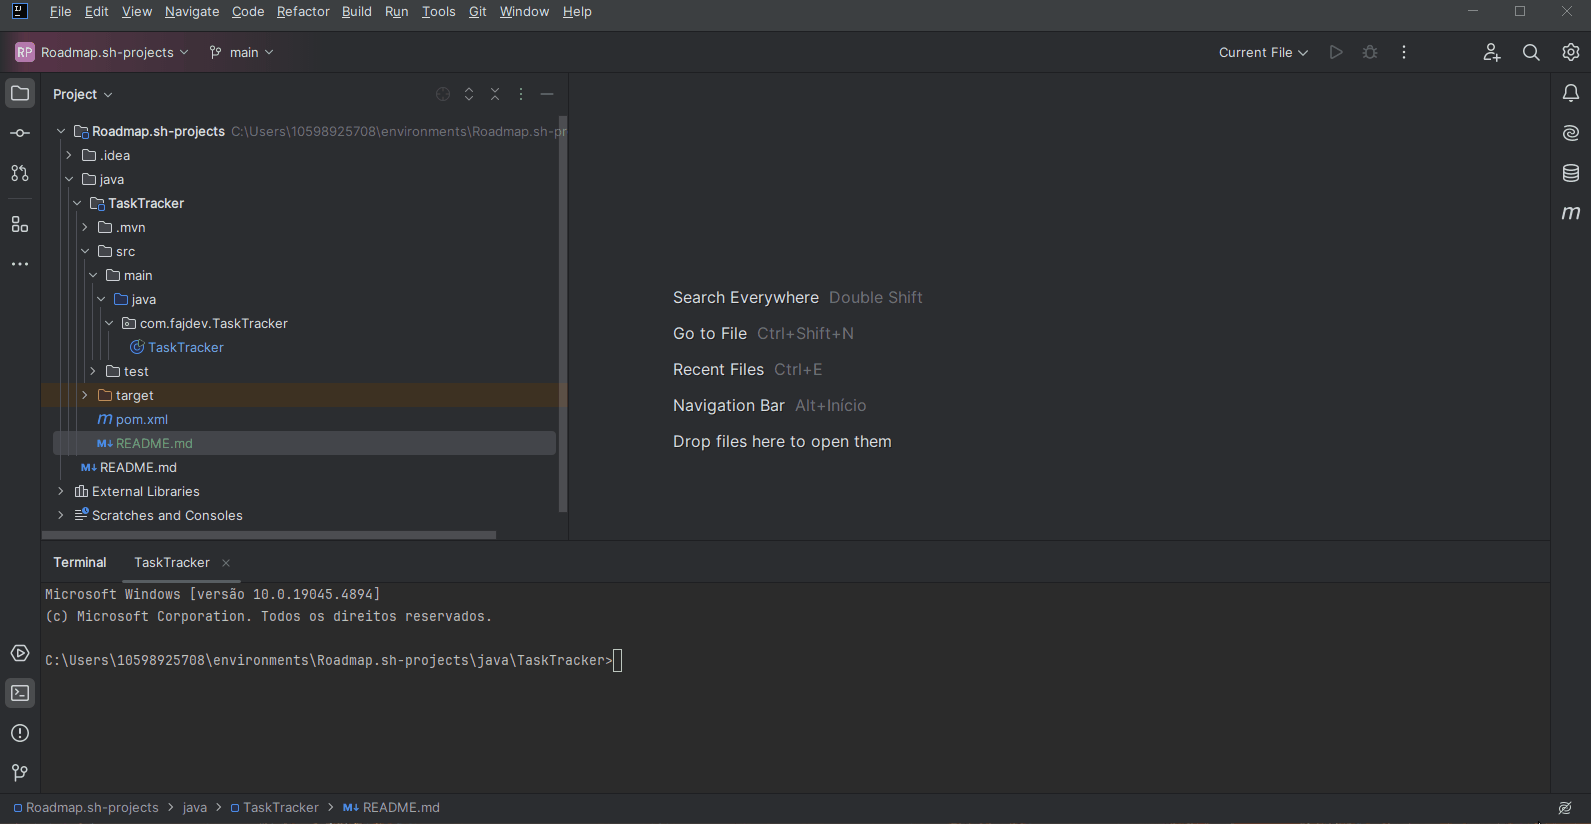 File Edit View Navigate Code Refactor Build Run Tools Git Window Help
RP Roadmap.sh-projects main Current File
Project
Roadmap.sh-projects C:\Users\10598925708\environments\Roadmap.sh-pr
.idea
java
TaskTracker
.mvn
src
main
java
com.fajdev.TaskTracker
TaskTracker
test
target
pom.xml
README.md
README.md
External Libraries
Scratches and Consoles
Search Everywhere Double Shift
Go to File Ctrl+Shift+N
Recent Files Ctrl+E
Navigation Bar Alt+Início
Drop files here to open them
Terminal TaskTracker
Microsoft Windows [versão 10.0.19045.4894]
(c) Microsoft Corporation. Todos os direitos reservados.
C:\Users\10598925708\environments\Roadmap.sh-projects\java\TaskTracker>
Roadmap.sh-projects > java > TaskTracker > README.md